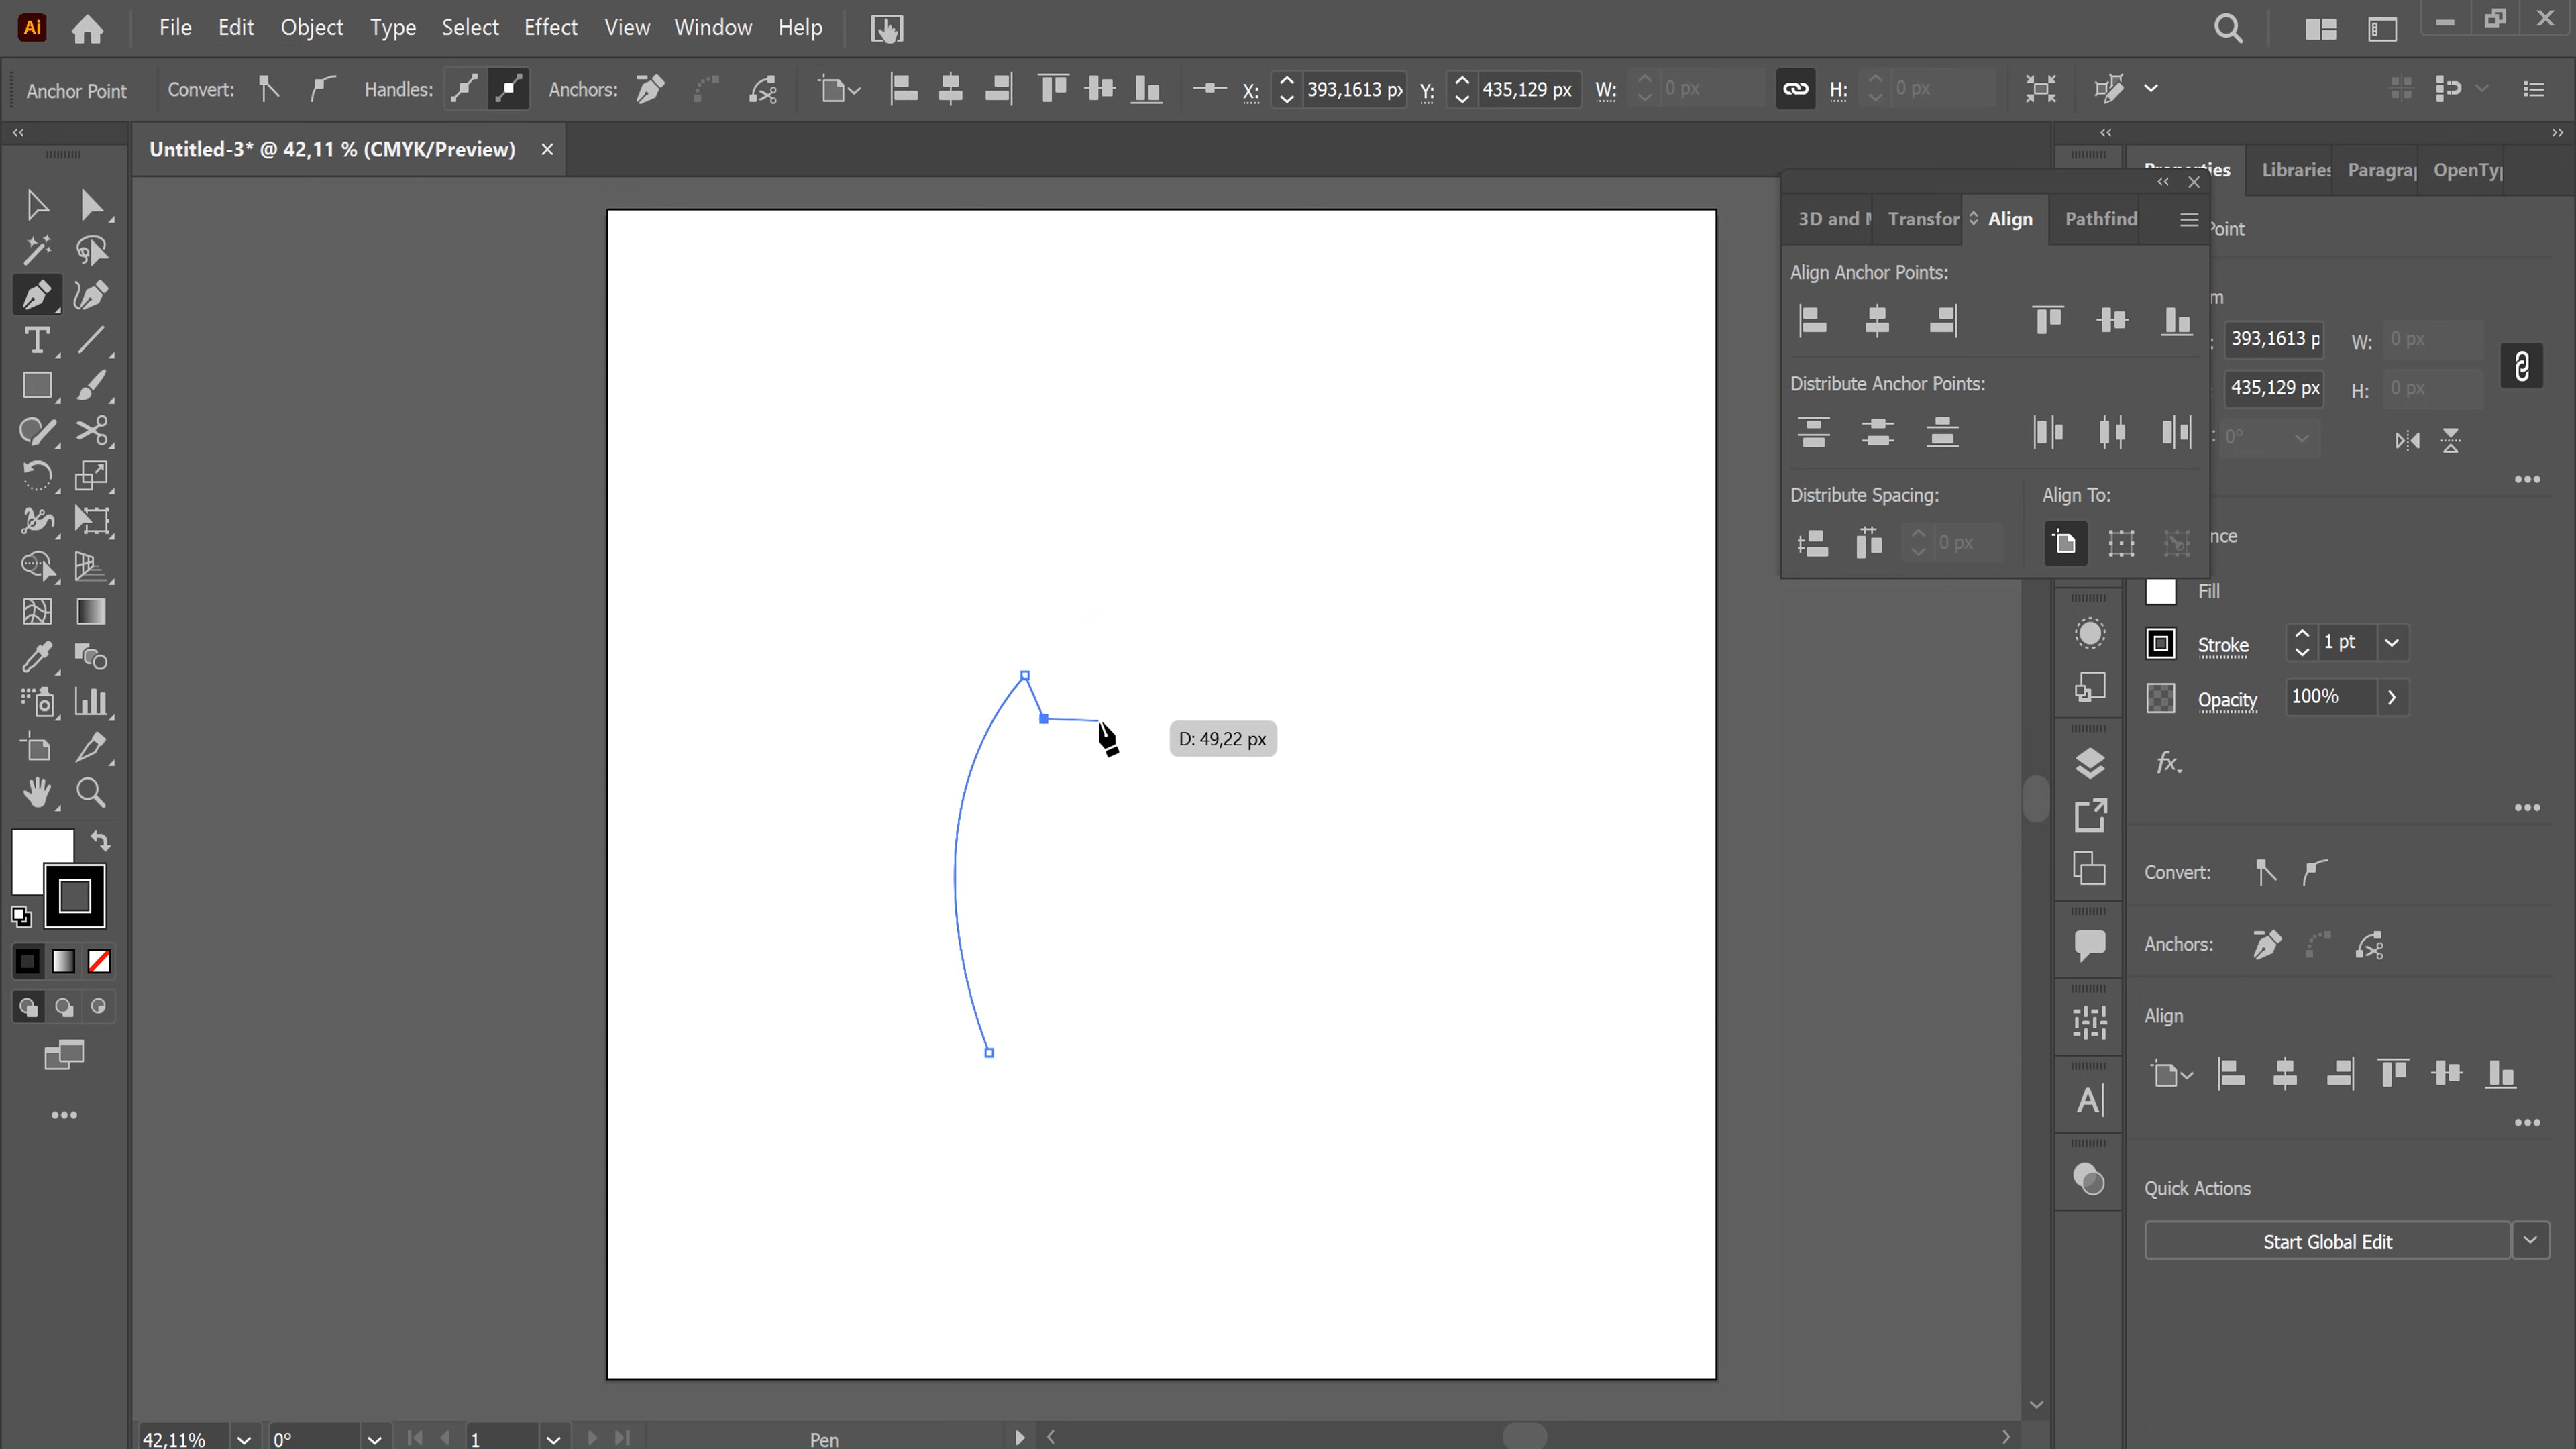 Ai File Edit Object Type Select Effect View Window Help
Anchor Point Convert: Handles: Anchors: X: 393,1613 px Y: 435,129 px W: 0 px H: 0 px
Untitled-3* @ 42,11 % (CMYK/Preview)
Properties Libraries Paragra OpenTy
3D and M Transfor Align Pathfind
Point
Align Anchor Points:
m
393,1613 p W: 0 px
Distribute Anchor Points:
435,129 px H: 0 px
0°
Distribute Spacing: Align To:
0 px
nce
Fill
Stroke 1 pt
Opacity 100%
D: 49,22 px
fx.
Convert:
Anchors:
Align
A
Quick Actions
Start Global Edit
42,11% 0° 1 Pen